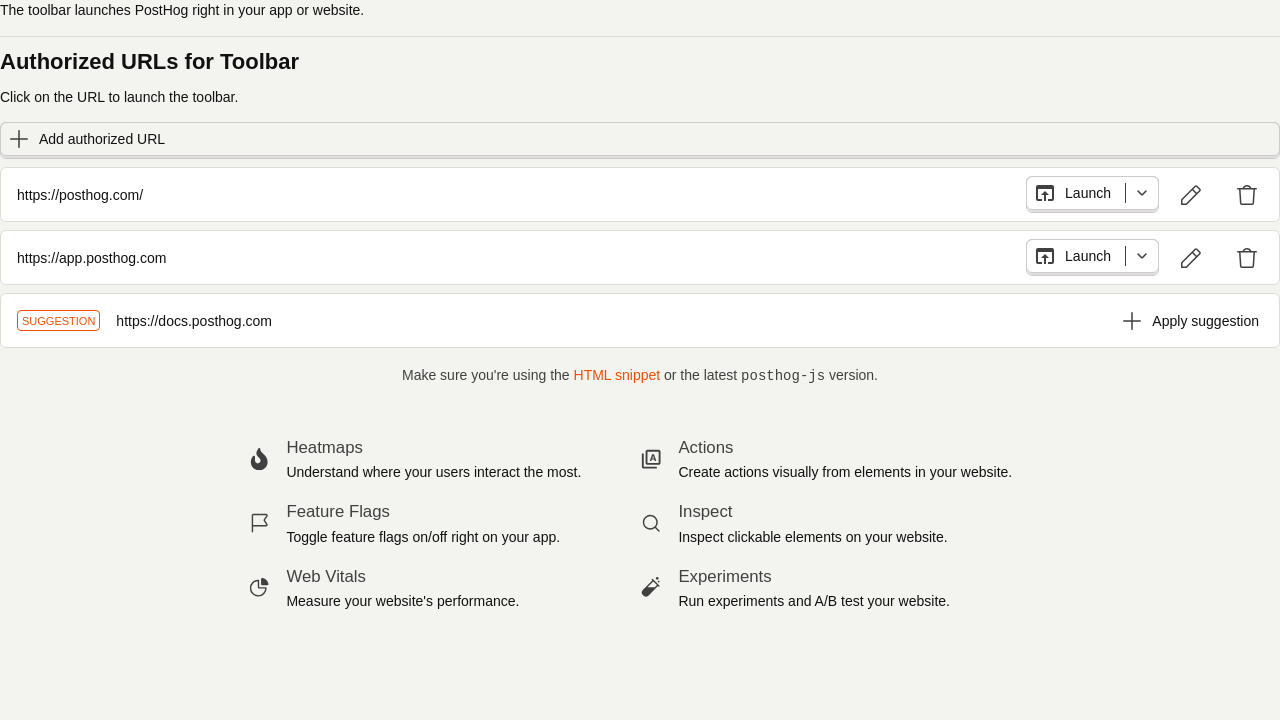 The toolbar launches PostHog right in your app or website.
Authorized URLs for Toolbar
Click on the URL to launch the toolbar.
Add authorized URL
https://posthog.com/
Launch
https://app.posthog.com
Launch
SUGGESTION https://docs.posthog.com
Apply suggestion
Make sure you're using the HTML snippet or the latest posthog-js version.
Heatmaps
Understand where your users interact the most.
Actions
Create actions visually from elements in your website.
Feature Flags
Toggle feature flags on/off right on your app.
Inspect
Inspect clickable elements on your website.
Web Vitals
Measure your website's performance.
Experiments
Run experiments and A/B test your website.